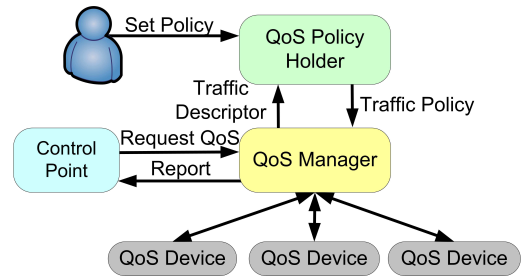 Set Policy
QoS Policy
Holder
Traffic
Descriptor
Traffic Policy
Control
Point
Request QoS
Report
QoS Manager
QoS Device
QoS Device
QoS Device